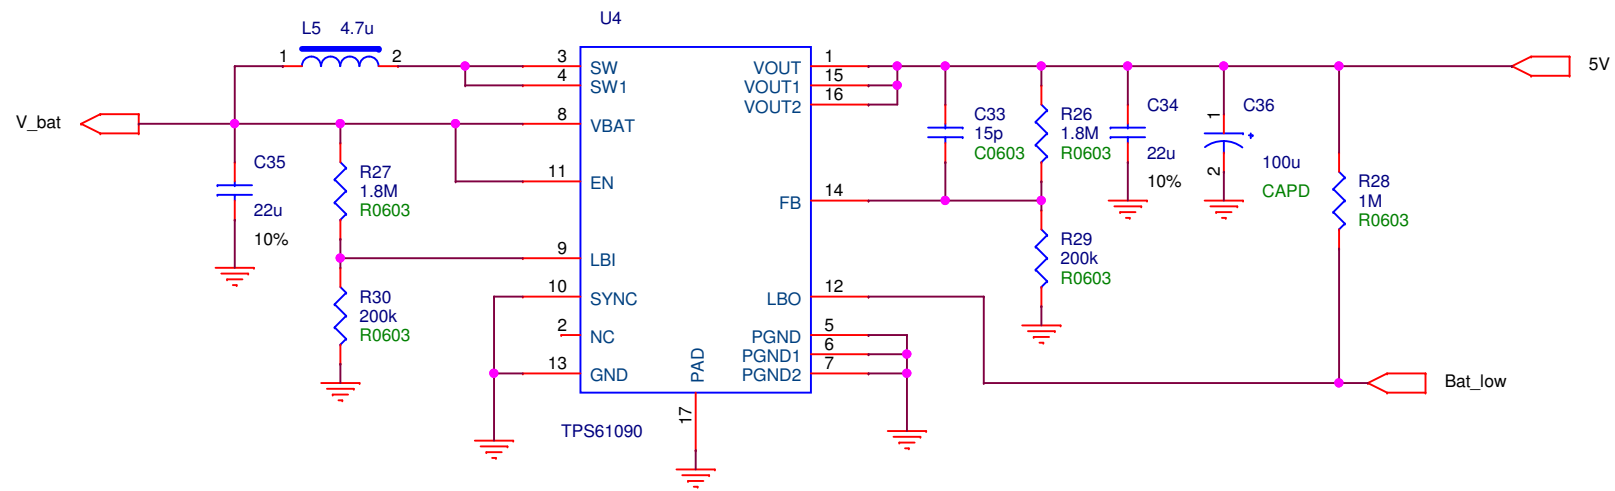 U4
L5 4.7u
1 2
3 SW
4 SW1
8 VBAT
11 EN
9 LBI
10 SYNC
2 NC
13 GND
PAD
17
TPS61090
VOUT 1
VOUT1 15
VOUT2 16
FB 14
LBO 12
PGND 5
PGND1 6
PGND2 7
V_bat
C35
22u
10%
R27
1.8M
R0603
R30
200k
R0603
C33
15p
C0603
R26
1.8M
R0603
R29
200k
R0603
C34
22u
10%
1
2
+
C36
100u
CAPD
R28
1M
R0603
5V
Bat_low